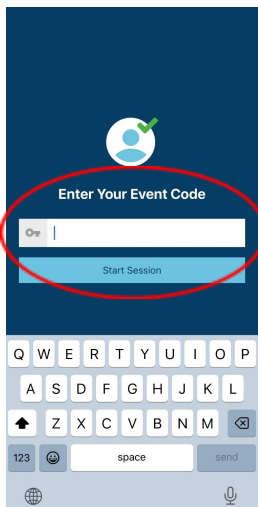 Enter Your Event Code
Start Session
Q W E R T Y U I O P
A S D F G H J K L
Z X C V B N M
123 space send